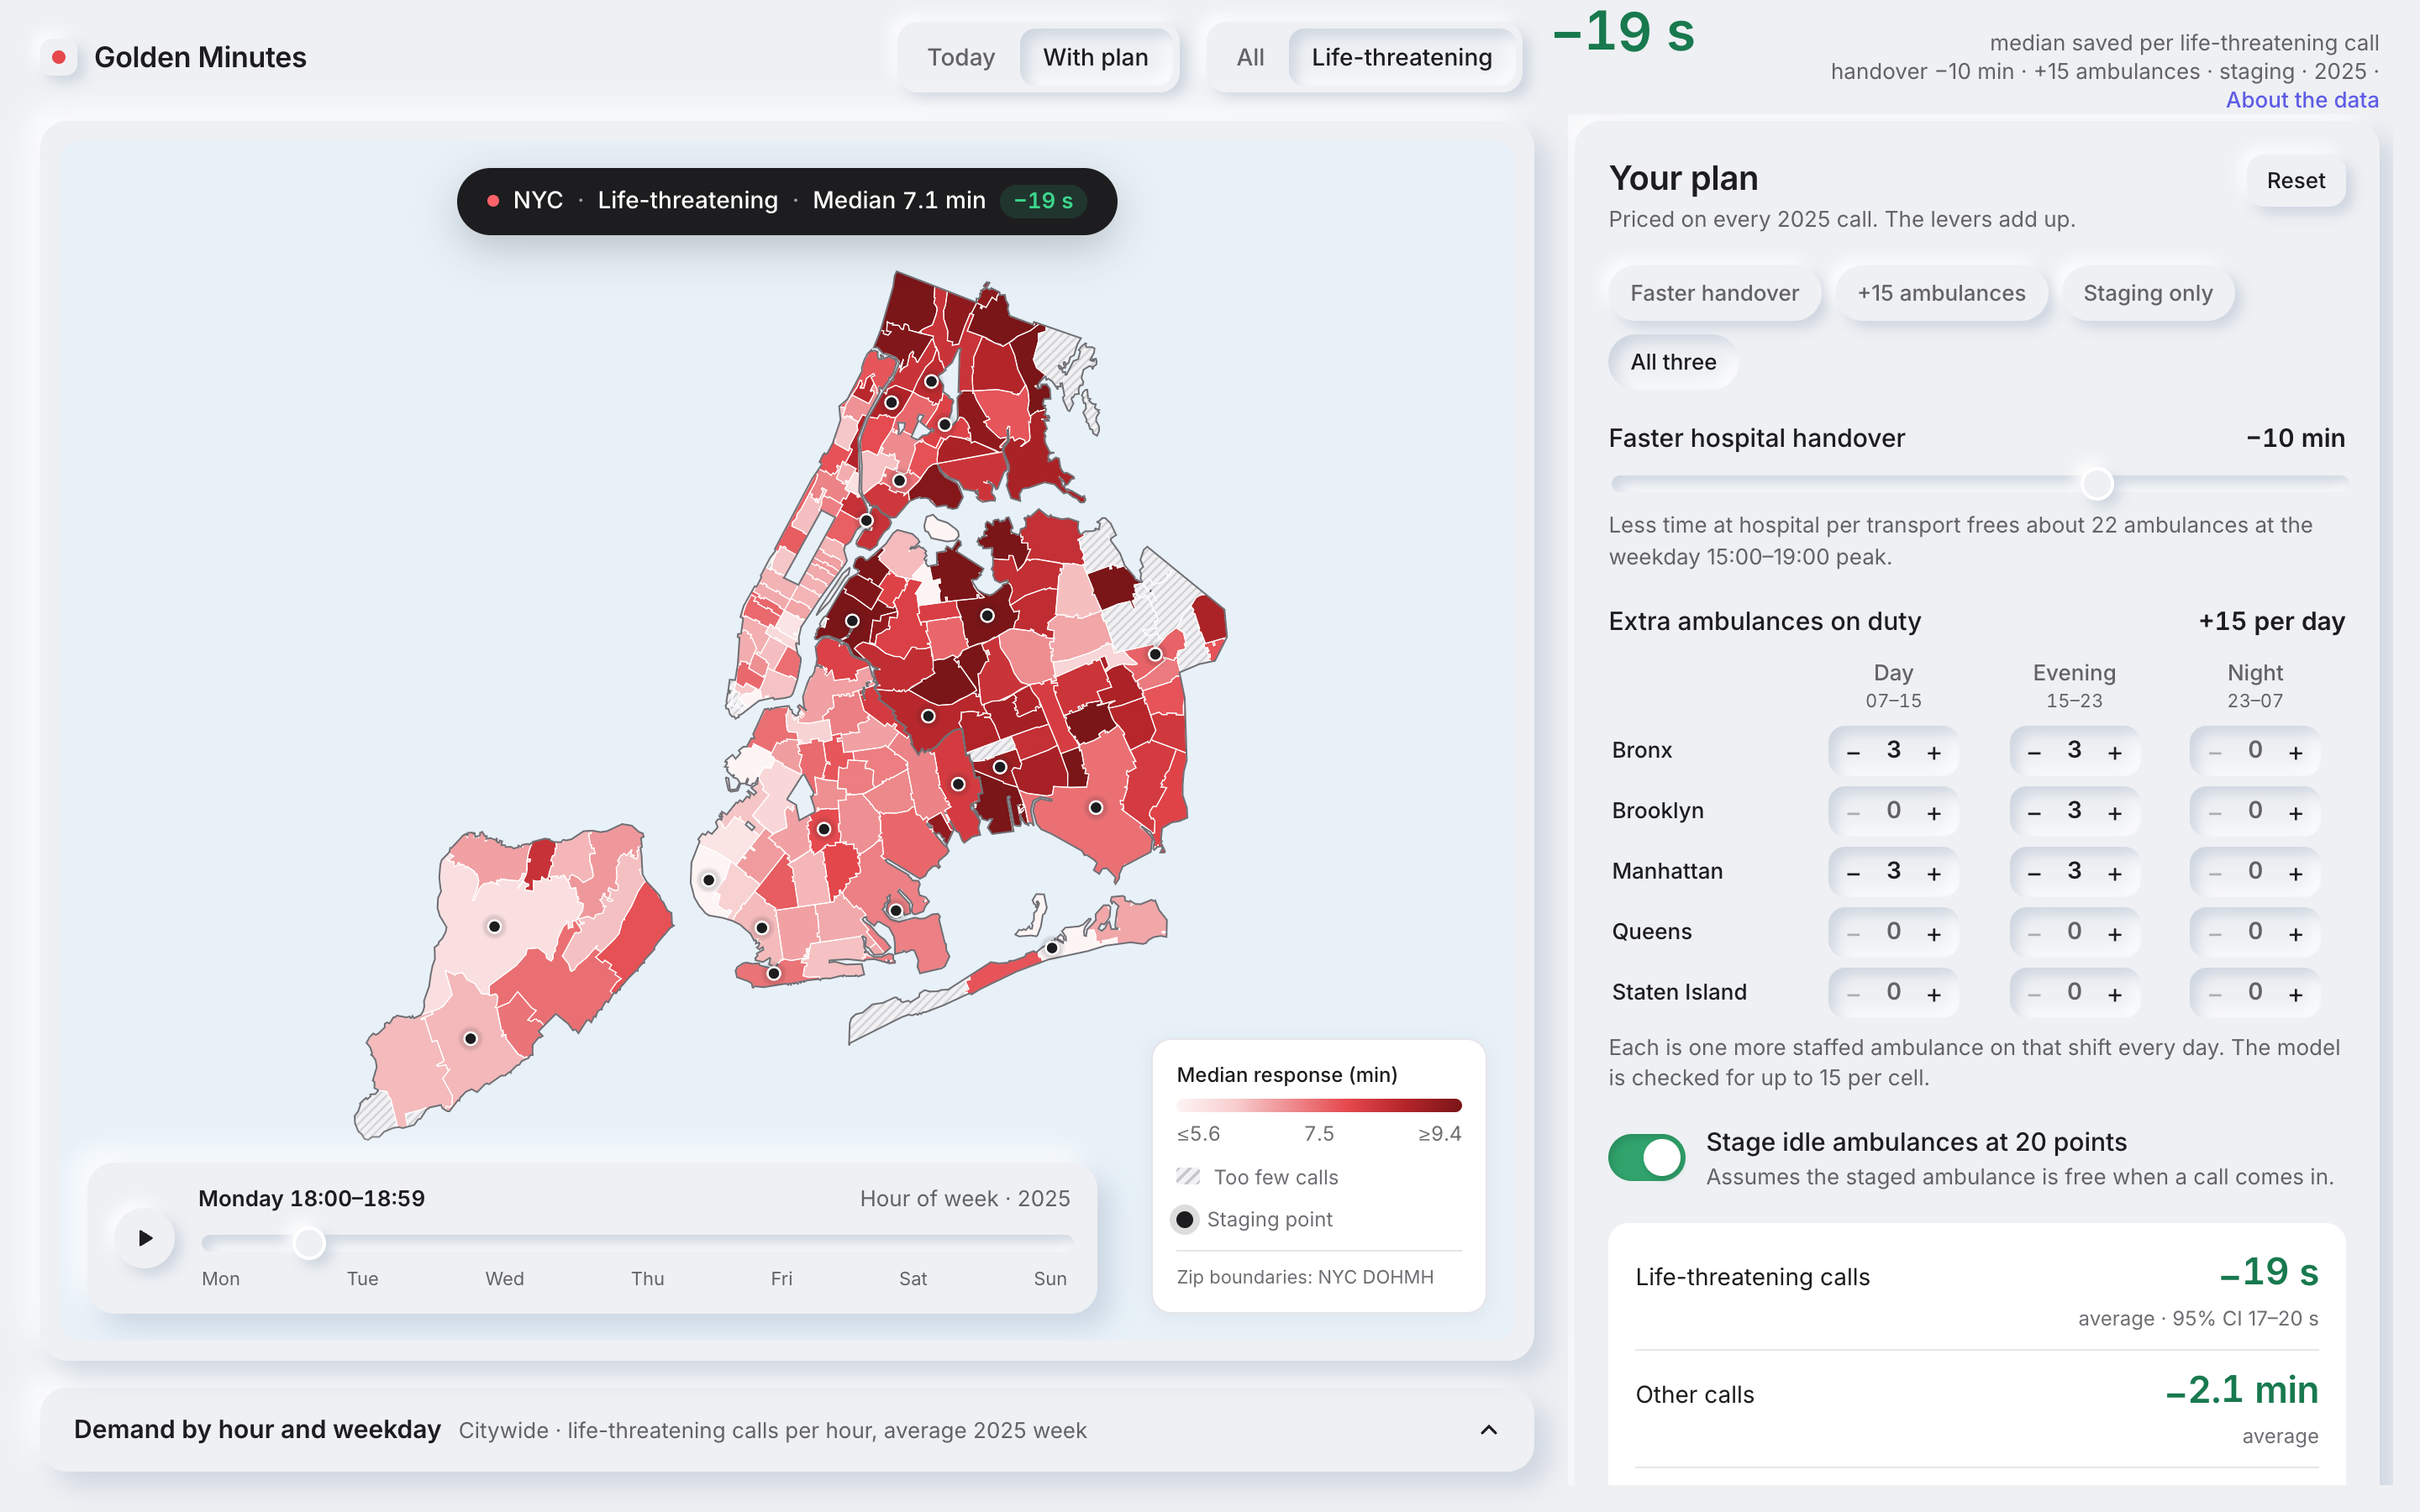 Golden Minutes
Today
With plan
All
Life-threatening
−19 s
median saved per life-threatening call
handover −10 min · +15 ambulances · staging · 2025 ·
About the data
NYC · Life-threatening · Median 7.1 min −19 s
Median response (min)
≤5.6 7.5 ≥9.4
Too few calls
Staging point
Zip boundaries: NYC DOHMH
Monday 18:00–18:59
Hour of week · 2025
Mon Tue Wed Thu Fri Sat Sun
Demand by hour and weekday Citywide · life-threatening calls per hour, average 2025 week
Your plan
Reset
Priced on every 2025 call. The levers add up.
Faster handover
+15 ambulances
Staging only
All three
Faster hospital handover −10 min
Less time at hospital per transport frees about 22 ambulances at the
weekday 15:00–19:00 peak.
Extra ambulances on duty +15 per day
Day Evening Night
07–15 15–23 23–07
Bronx − 3 + − 3 + − 0 +
Brooklyn − 0 + − 3 + − 0 +
Manhattan − 3 + − 3 + − 0 +
Queens − 0 + − 0 + − 0 +
Staten Island − 0 + − 0 + − 0 +
Each is one more staffed ambulance on that shift every day. The model
is checked for up to 15 per cell.
Stage idle ambulances at 20 points
Assumes the staged ambulance is free when a call comes in.
Life-threatening calls −19 s
average · 95% CI 17–20 s
Other calls −2.1 min
average